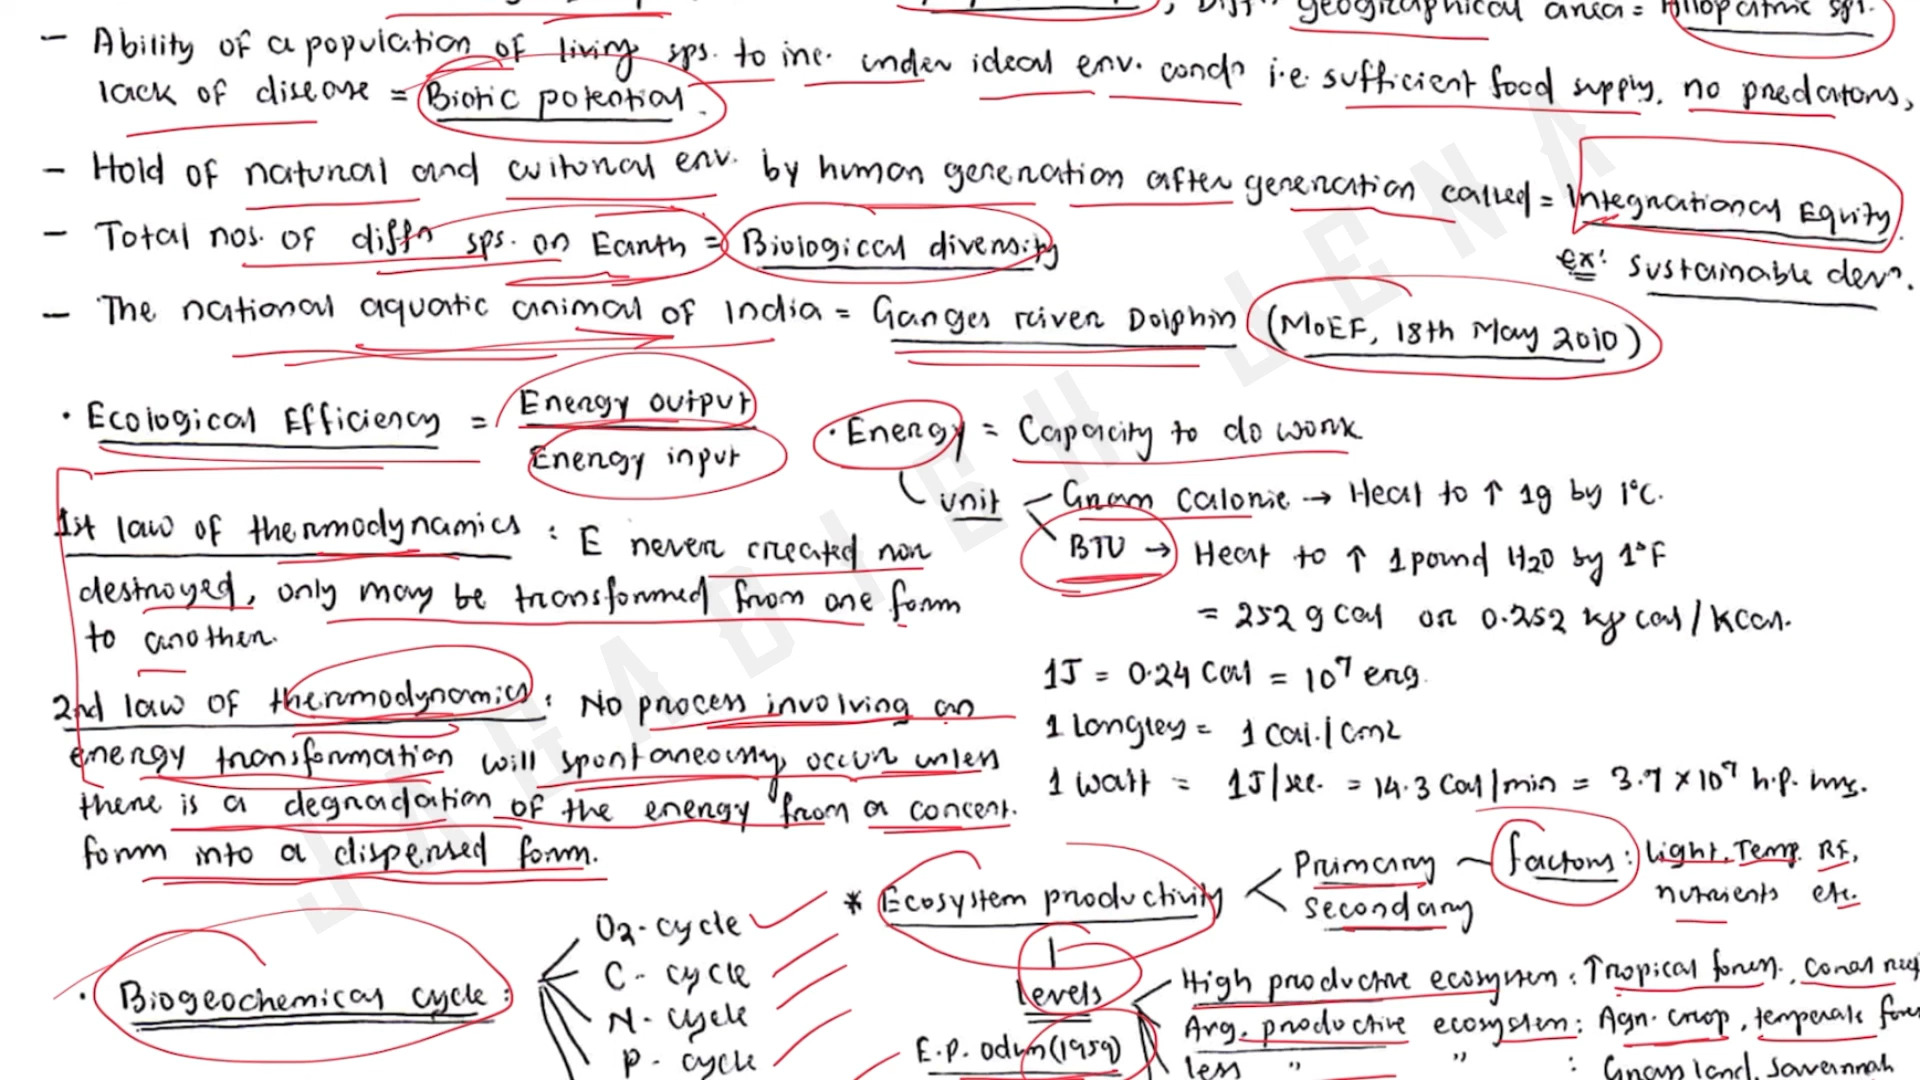 , Diffn geographical area = Allopatric sps.
- Ability of a population of living sps. to inc. under ideal env. condn i.e. sufficient food supply, no predators,
lack of disease = Biotic potential.
- Hold of natural and cultural env. by human generation after generation called = Integrational Equity.
ex: sustainable devn.
- Total nos. of diffn sps. on Earth = Biological diversity
- The national aquatic animal of India = Ganges river Dolphin (MoEF, 18th May 2010)
· Ecological Efficiency = Energy output
Energy input
· Energy = Capacity to do work
unit
Gram calorie → Heat to ↑ 1g by 1°C.
BTU → Heat to ↑ 1 pound H2O by 1°F
= 252 g cal or 0.252 kg cal/kcal.
1J = 0.24 cal = 10⁷ erg.
1 Longley = 1 cal./cm2
1 watt = 1J/sec. = 14.3 cal/min = 3.7 × 10⁷ h.p. hrs.
1st law of thermodynamics : E never created nor
destroyed, only may be transformed from one form
to another.
2nd law of thermodynamics : No process involving an
energy transformation will spontaneously occur unless
there is a degradation of the energy from a concent.
form into a dispersed form.
· Biogeochemical cycle :
O2 - cycle
C - cycle
N - cycle
P - cycle
* Ecosystem productivity
Primary ~ factors : Light, Temp. RF,
nutrients etc.
Secondary
Levels
E.P. Odum (1959)
High productive ecosystem : Tropical forest, coral
Avg. productive ecosystem : Agri. crop, temperate
less " " : Grass land, Savannah
JAGADISH JENA